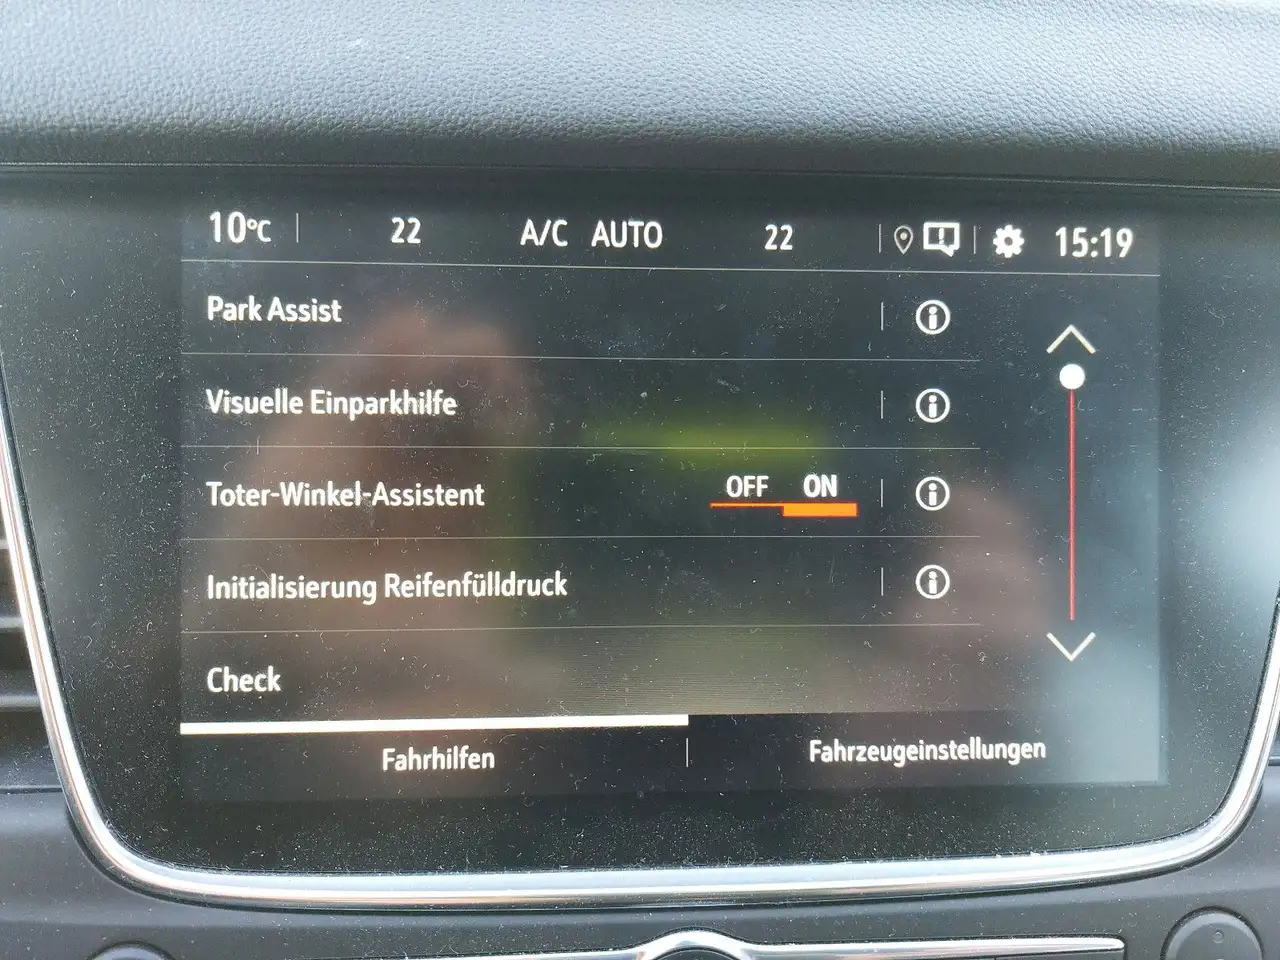 10°C 22 A/C AUTO 22 15:19
Park Assist
Visuelle Einparkhilfe
Toter-Winkel-Assistent OFF ON
Initialisierung Reifenfülldruck
Check
Fahrhilfen Fahrzeugeinstellungen